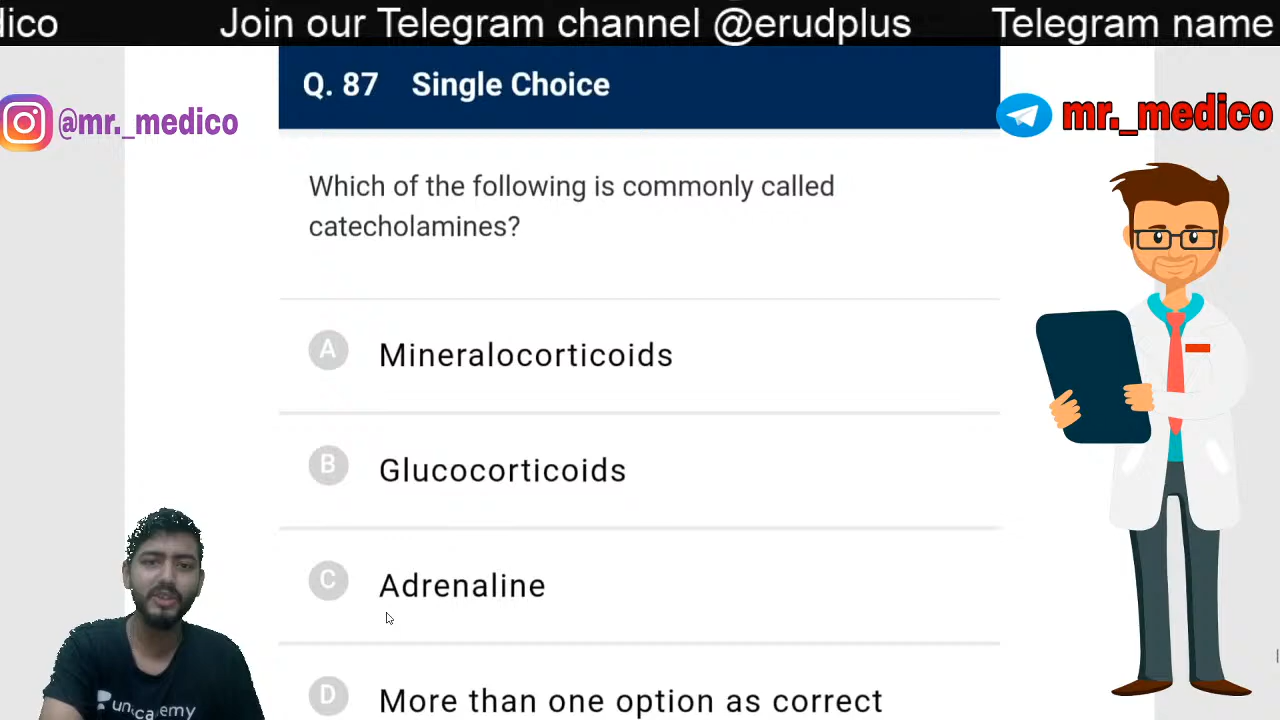 dico Join our Telegram channel @erudplus Telegram name
Q. 87 Single Choice
@mr._medico
mr._medico
Which of the following is commonly called
catecholamines?
A Mineralocorticoids
B Glucocorticoids
C Adrenaline
D More than one option as correct